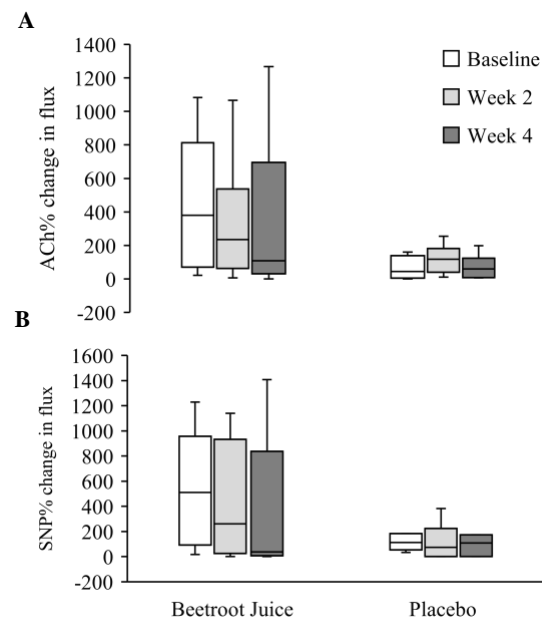 A
1400
1200
1000
800
600
400
200
0
-200
ACh% change in flux
Baseline
Week 2
Week 4
B
1600
1400
1200
1000
800
600
400
200
0
-200
SNP% change in flux
Beetroot Juice
Placebo